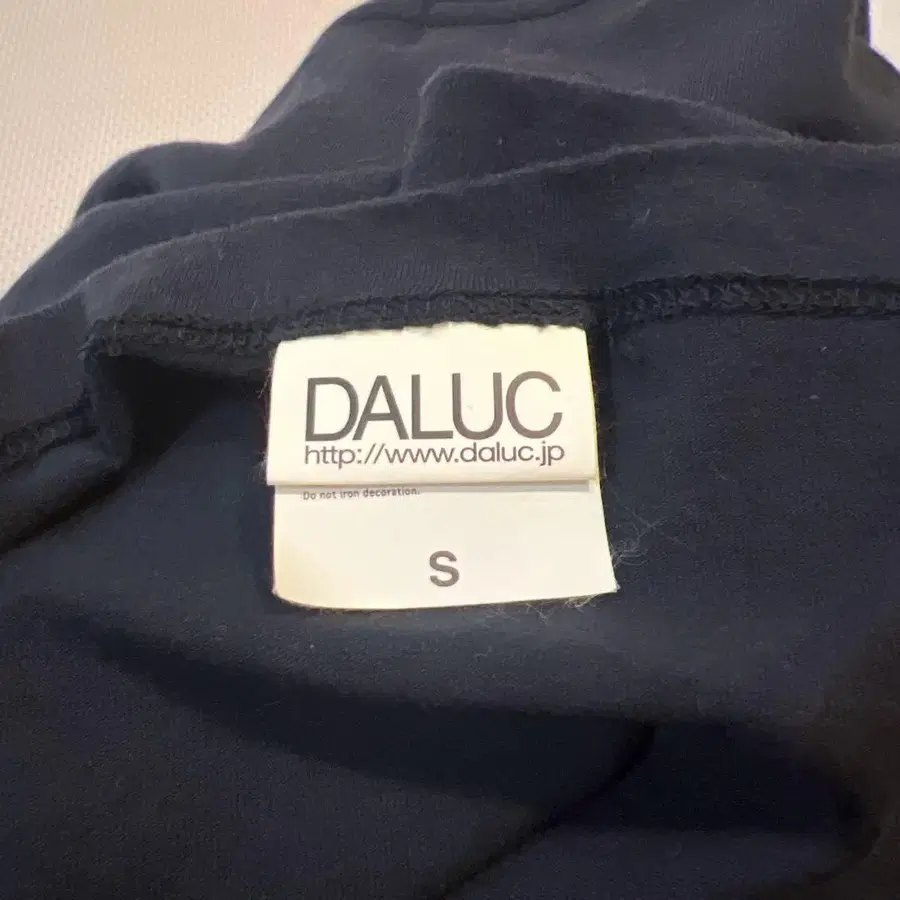 DALUC
http://www.daluc.jp
Do not iron decoration.
S